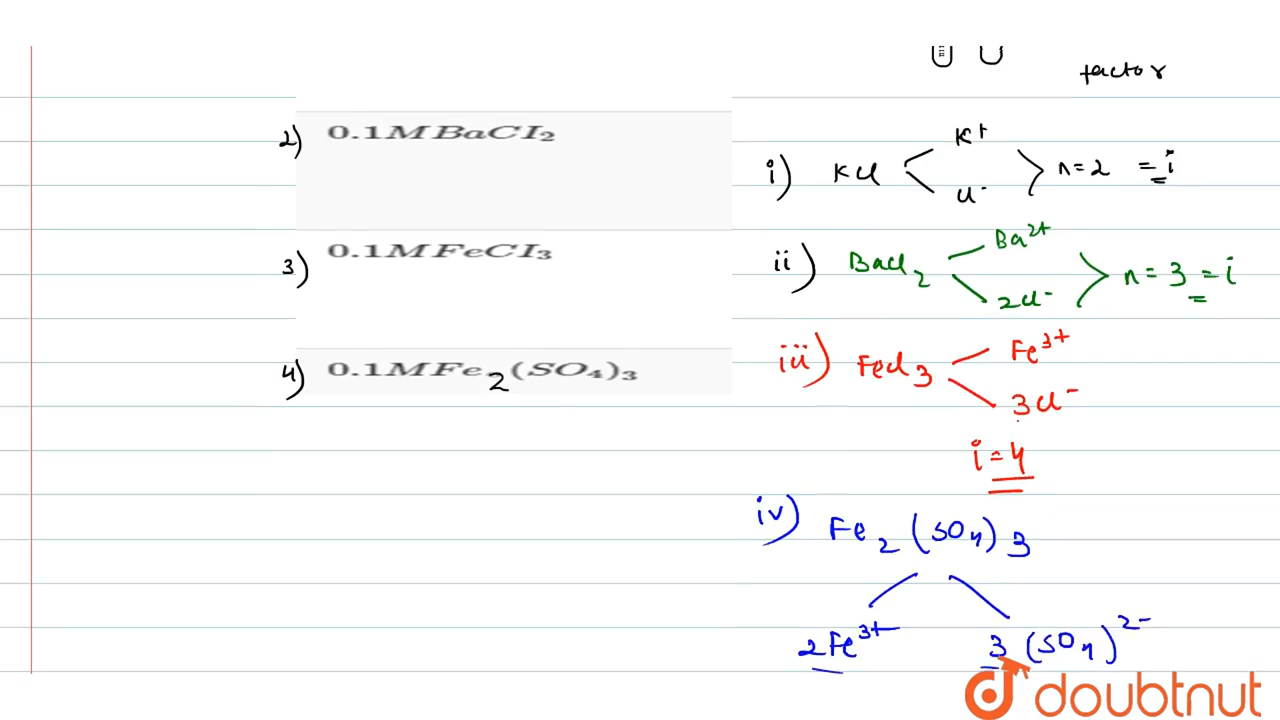 factor
2) 0.1MBaCI₂
i) KCl K+ Cl- n=2 = i
3) 0.1MFeCI₃
ii) BaCl₂ Ba²⁺ 2Cl⁻ n=3=i
4) 0.1MFe₂(SO₄)₃
iii) FeCl₃ Fe³⁺ 3Cl⁻
i=4
iv) Fe₂(SO₄)₃
2Fe³⁺ 3(SO₄)²⁻
doubtnut